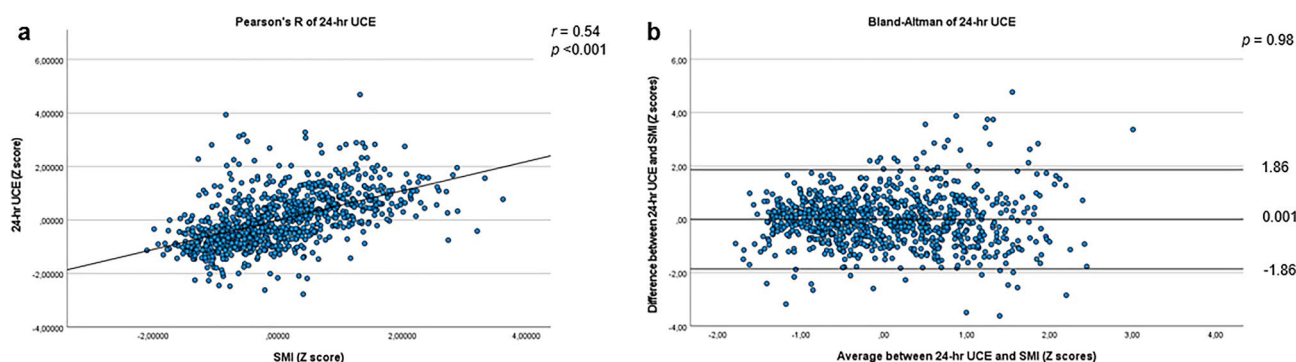 a
Pearson's R of 24-hr UCE
r = 0.54
p <0.001
6,00000
4,00000
2,00000
,00000
-2,00000
-4,00000
24-hr UCE (Z score)
-2,00000 ,00000 2,00000 4,00000
SMI (Z score)
b
Bland-Altman of 24-hr UCE
p = 0.98
6,00
4,00
2,00
,00
-2,00
-4,00
Difference between 24-hr UCE and SMI (Z scores)
1.86
0.001
-1.86
-2,00 -1,00 ,00 1,00 2,00 3,00 4,00
Average between 24-hr UCE and SMI (Z scores)